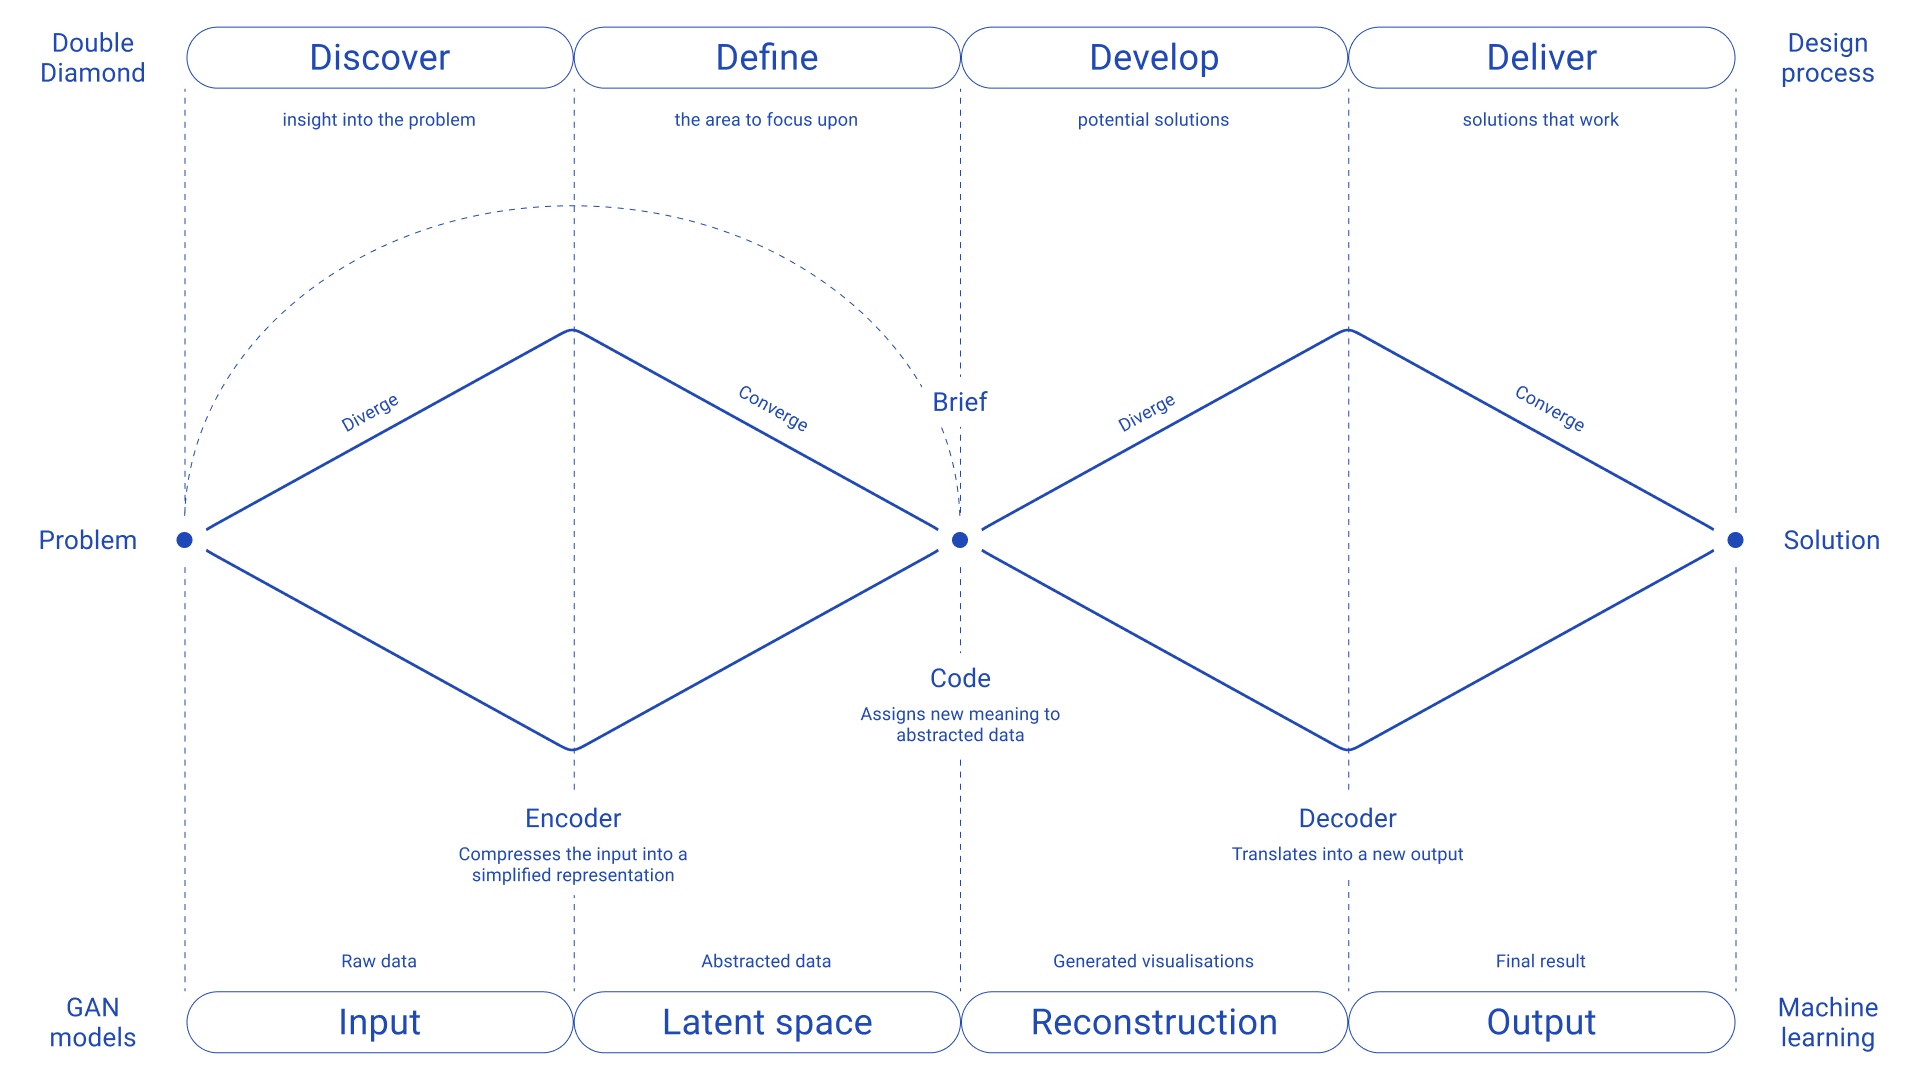 Double
Diamond
Discover
Define
Develop
Deliver
Design
process
insight into the problem
the area to focus upon
potential solutions
solutions that work
Diverge
Converge
Brief
Diverge
Converge
Problem
Solution
Code
Assigns new meaning to
abstracted data
Encoder
Compresses the input into a
simplified representation
Decoder
Translates into a new output
Raw data
Abstracted data
Generated visualisations
Final result
GAN
models
Input
Latent space
Reconstruction
Output
Machine
learning